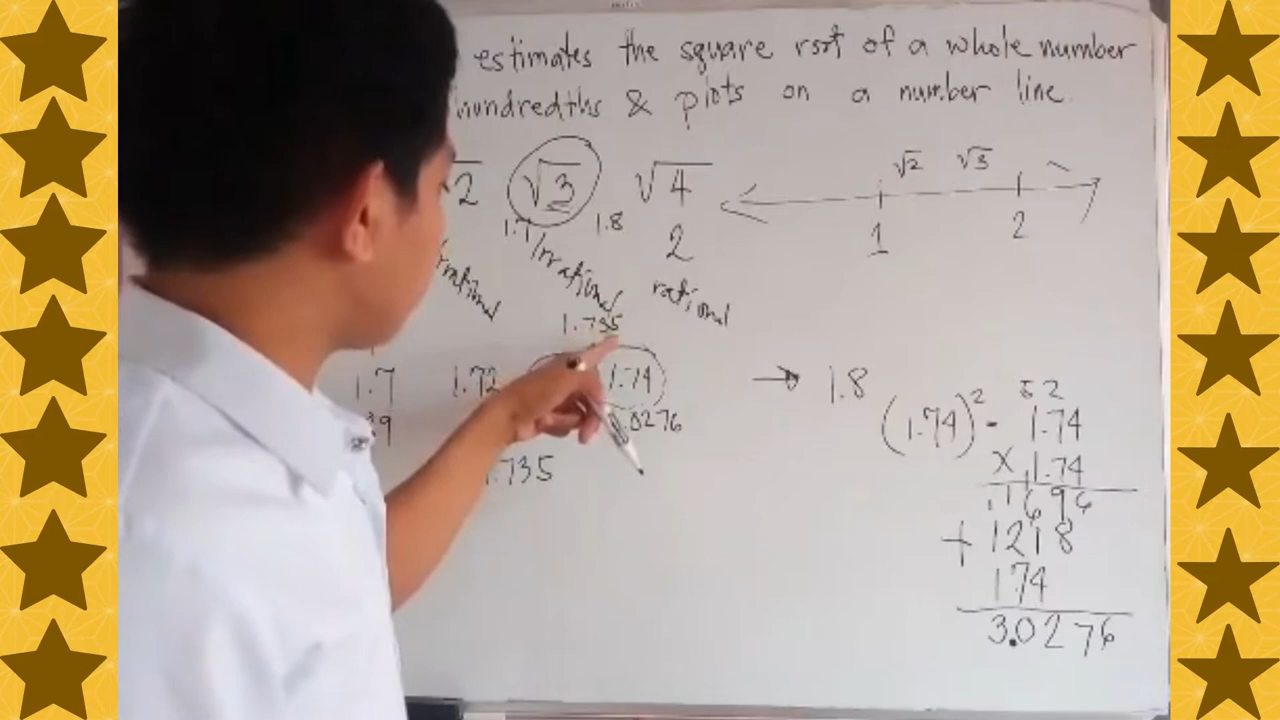 estimates the square root of a whole number
hundredths & plots on a number line.
√2 √3
2 √3 √4
1.7 1.8 2 1 2
Irrational rational
1.735
1.7 1.72 1.74 → 1.8 (1.74)² = 1.74
52
x 1.74
.0276
1.735
1696
+ 1218
174
3.0276